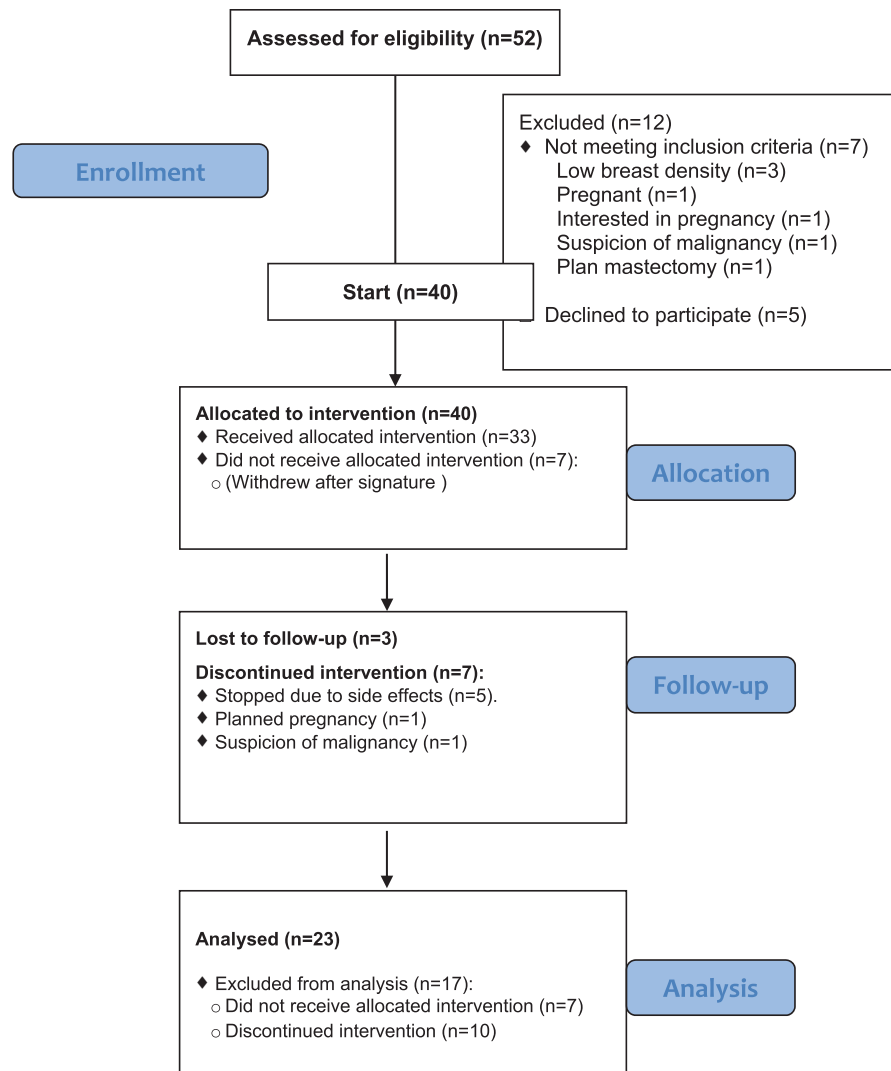 Assessed for eligibility (n=52)
Enrollment
Excluded (n=12)
♦ Not meeting inclusion criteria (n=7)
Low breast density (n=3)
Pregnant (n=1)
Interested in pregnancy (n=1)
Suspicion of malignancy (n=1)
Plan mastectomy (n=1)
Declined to participate (n=5)
Start (n=40)
Allocated to intervention (n=40)
♦ Received allocated intervention (n=33)
♦ Did not receive allocated intervention (n=7):
○ (Withdrew after signature )
Allocation
Lost to follow-up (n=3)
Discontinued intervention (n=7):
♦ Stopped due to side effects (n=5).
♦ Planned pregnancy (n=1)
♦ Suspicion of malignancy (n=1)
Follow-up
Analysed (n=23)
♦ Excluded from analysis (n=17):
○ Did not receive allocated intervention (n=7)
○ Discontinued intervention (n=10)
Analysis